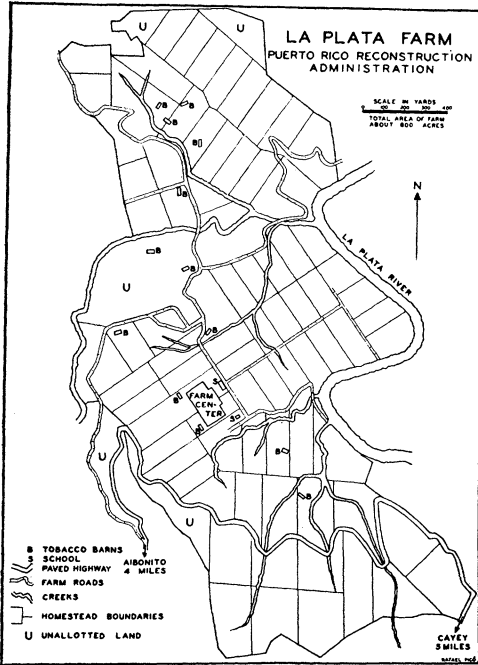 LA PLATA FARM
PUERTO RICO RECONSTRUCTION
ADMINISTRATION
SCALE IN YARDS
0 100 200 300 400
TOTAL AREA OF FARM
ABOUT 800 ACRES
N
LA PLATA RIVER
U
B
B
B
B
B
B
U
B
B
B
S
B
FARM
CEN-
TER
S
B
U
B
B
U
B TOBACCO BARNS
S SCHOOL
PAVED HIGHWAY
FARM ROADS
CREEKS
HOMESTEAD BOUNDARIES
U UNALLOTTED LAND
AIBONITO
4 MILES
CAYEY
5 MILES
RAFAEL PICÓ